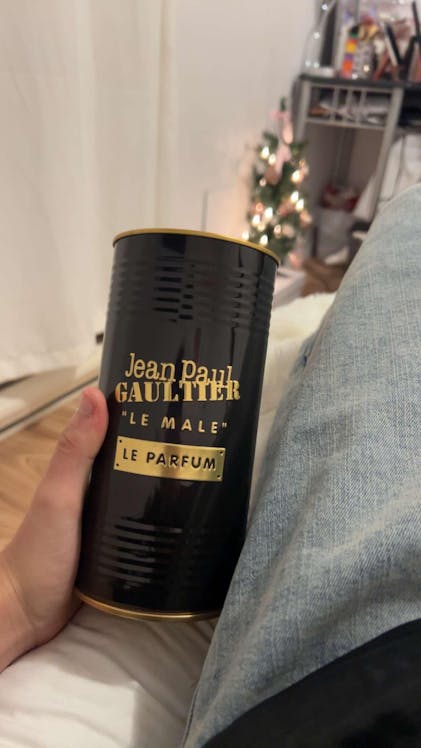 Jean Paul
GAULTIER
"LE MALE"
LE PARFUM